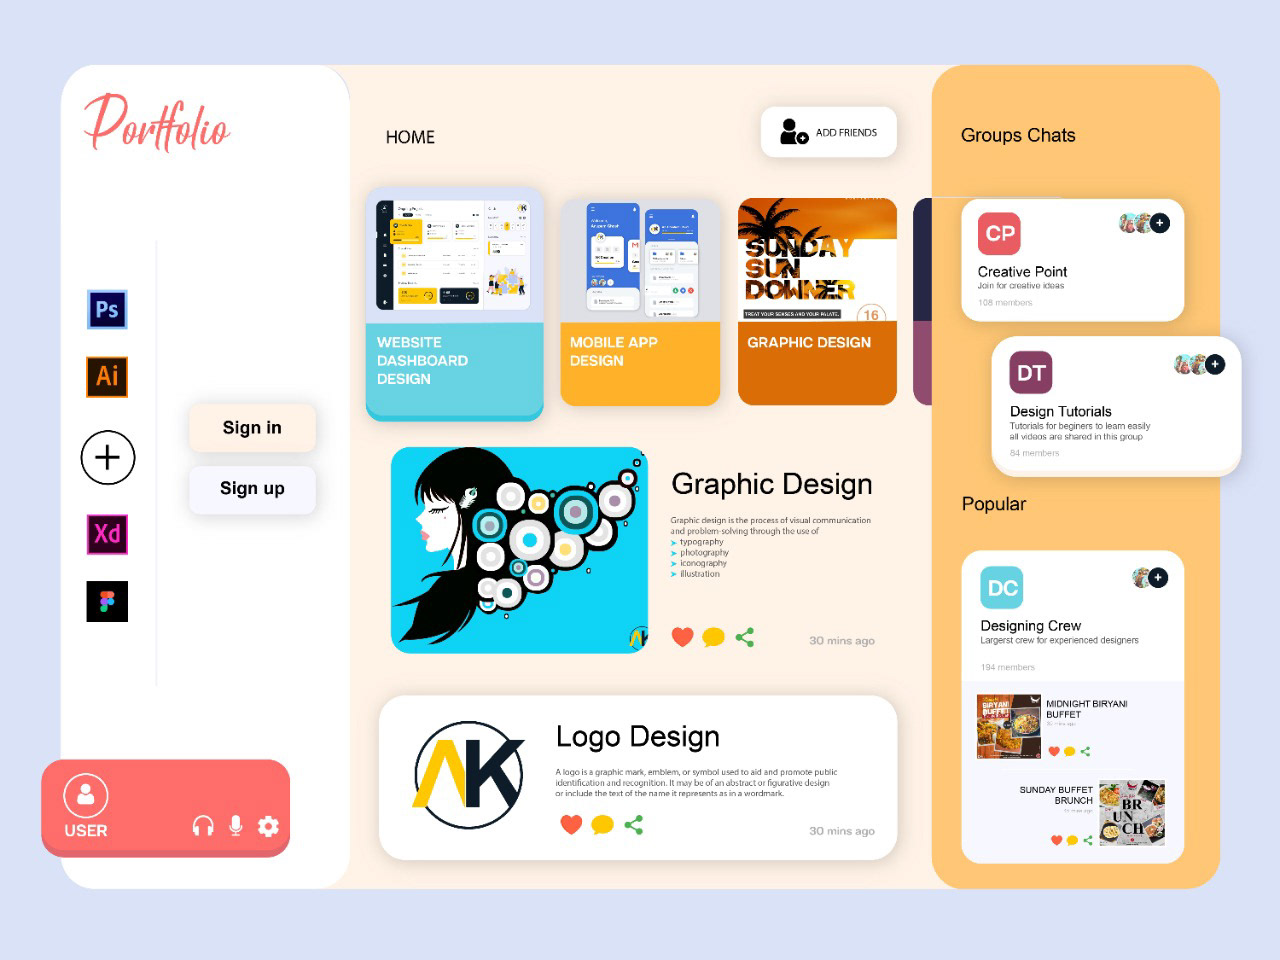 Portfolio
HOME
ADD FRIENDS
Groups Chats
Ps
Ai
Xd
Sign in
Sign up
USER
WEBSITE
DASHBOARD
DESIGN
MOBILE APP
DESIGN
SUNDAY
SUN
DOWNER
TREAT YOUR SENSES AND YOUR PALATE.
16
GRAPHIC DESIGN
Graphic Design
Graphic design is the process of visual communication
and problem-solving through the use of
typography
photography
iconography
illustration
30 mins ago
AK
Logo Design
A logo is a graphic mark, emblem, or symbol used to aid and promote public
identification and recognition. It may be of an abstract or figurative design
or include the text of the name it represents as in a wordmark.
30 mins ago
CP
Creative Point
Join for creative ideas
108 members
DT
Design Tutorials
Tutorials for beginers to learn easily
all videos are shared in this group
84 members
Popular
DC
Designing Crew
Largerst crew for experienced designers
194 members
BIRYANI
BUFFET
MIDNIGHT BIRYANI
BUFFET
SUNDAY BUFFET
BRUNCH
BR
UN
CH